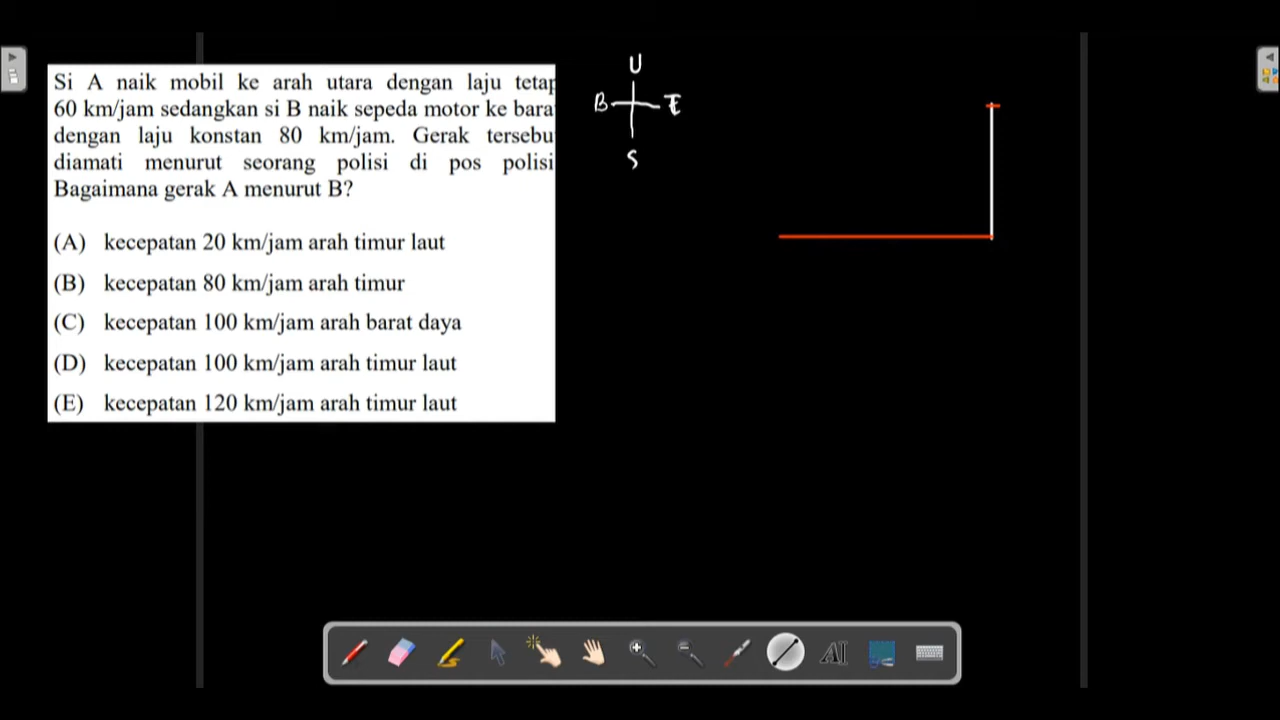 Si A naik mobil ke arah utara dengan laju tetap
60 km/jam sedangkan si B naik sepeda motor ke bara
dengan laju konstan 80 km/jam. Gerak tersebu
diamati menurut seorang polisi di pos polisi
Bagaimana gerak A menurut B?
(A) kecepatan 20 km/jam arah timur laut
(B) kecepatan 80 km/jam arah timur
(C) kecepatan 100 km/jam arah barat daya
(D) kecepatan 100 km/jam arah timur laut
(E) kecepatan 120 km/jam arah timur laut
U
B
S
AI